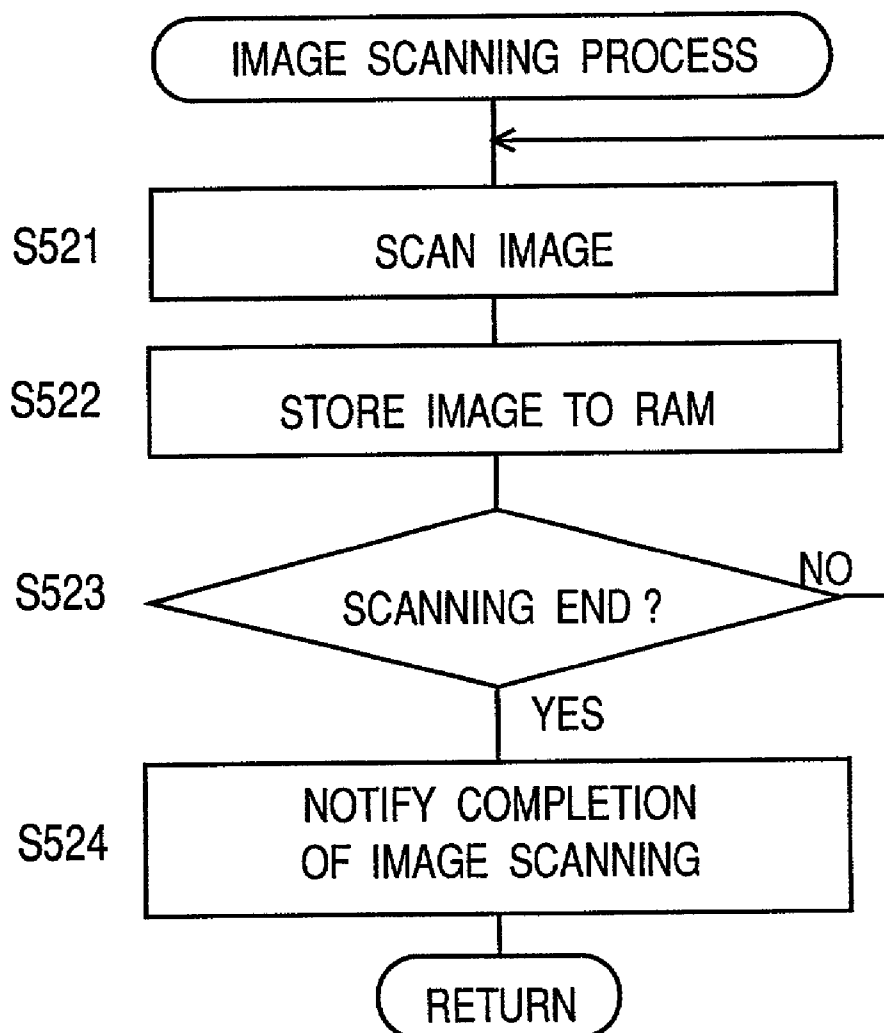 IMAGE SCANNING PROCESS
S521
SCAN IMAGE
S522
STORE IMAGE TO RAM
S523
SCANNING END ?
NO
YES
S524
NOTIFY COMPLETION
OF IMAGE SCANNING
RETURN